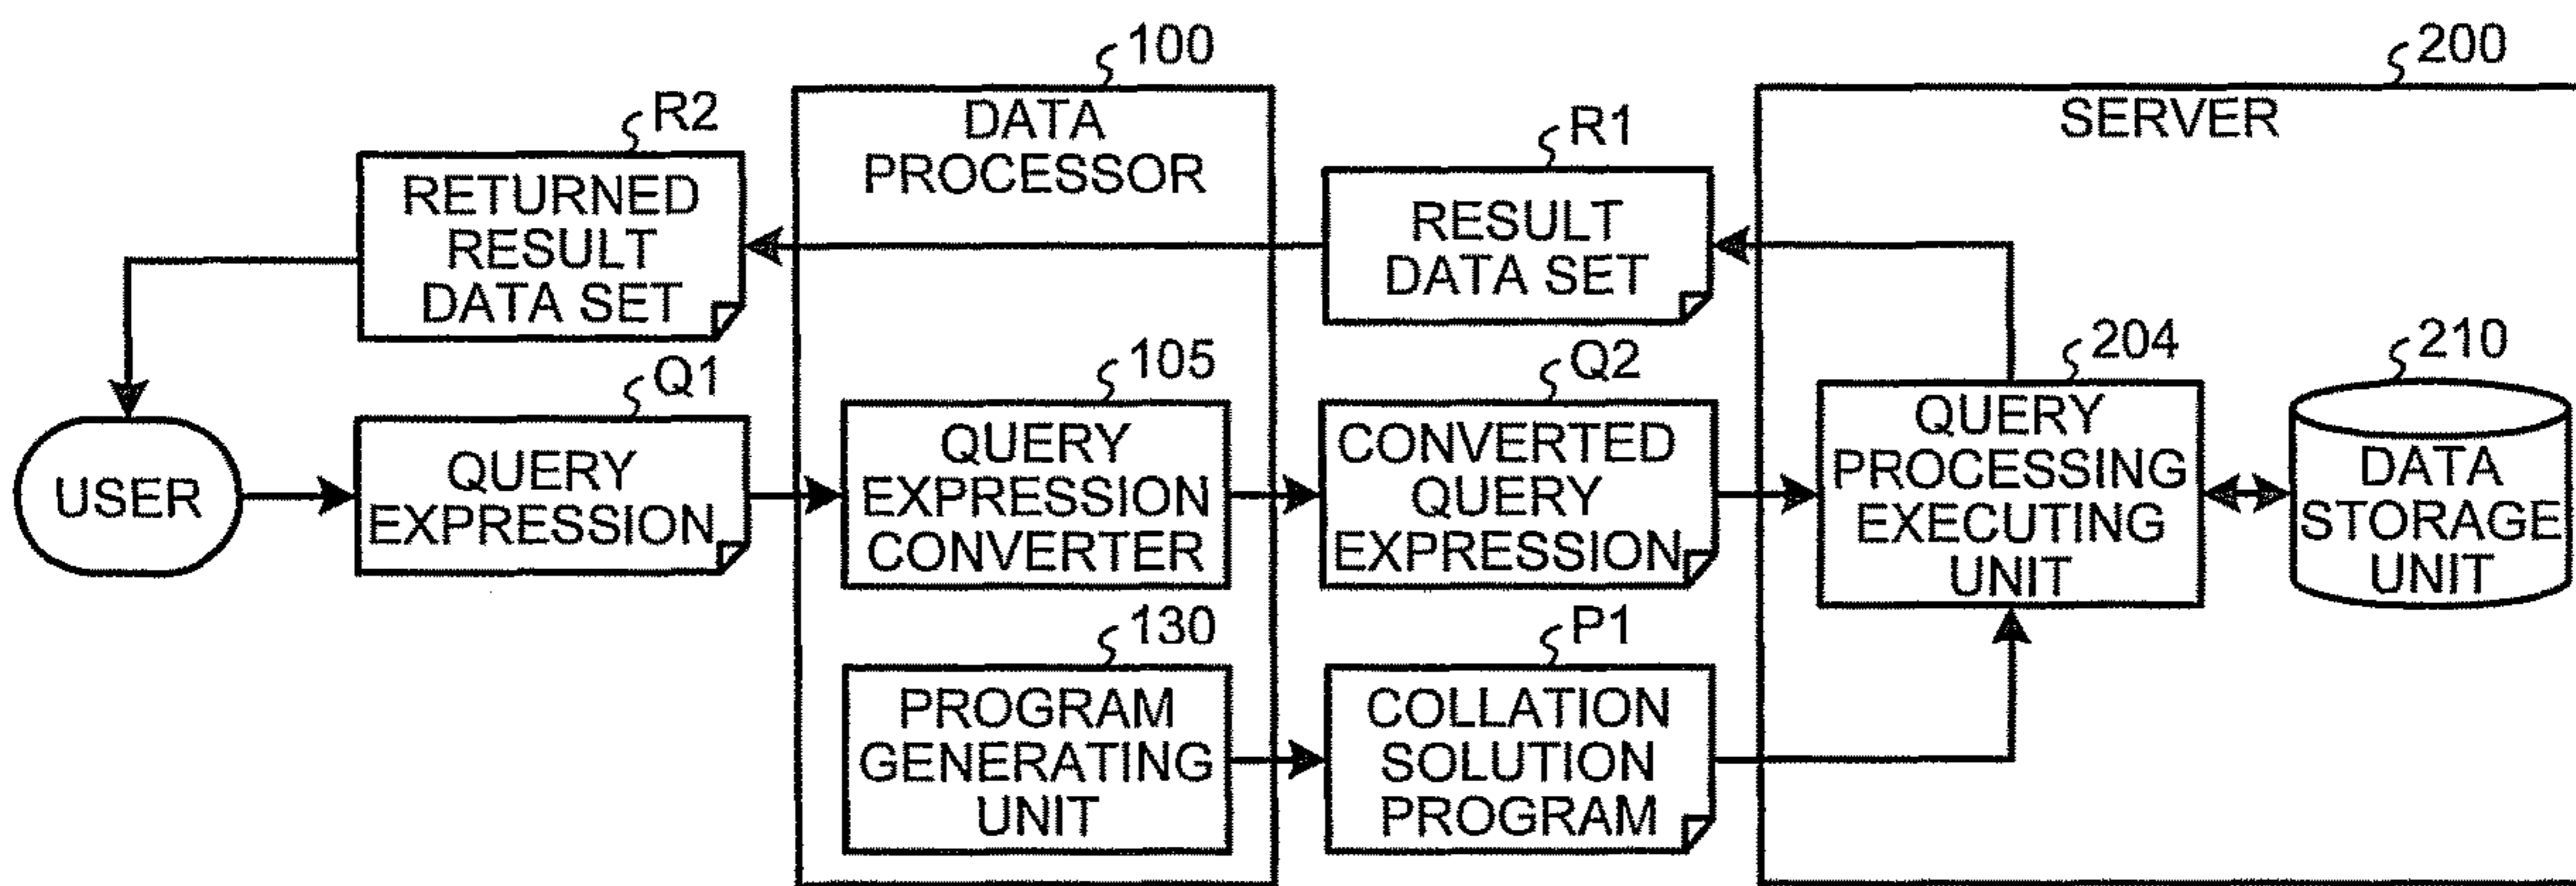 100
DATA
PROCESSOR
200
SERVER
R2
RETURNED
RESULT
DATA SET
R1
RESULT
DATA SET
USER
Q1
QUERY
EXPRESSION
105
QUERY
EXPRESSION
CONVERTER
Q2
CONVERTED
QUERY
EXPRESSION
204
QUERY
PROCESSING
EXECUTING
UNIT
210
DATA
STORAGE
UNIT
130
PROGRAM
GENERATING
UNIT
P1
COLLATION
SOLUTION
PROGRAM